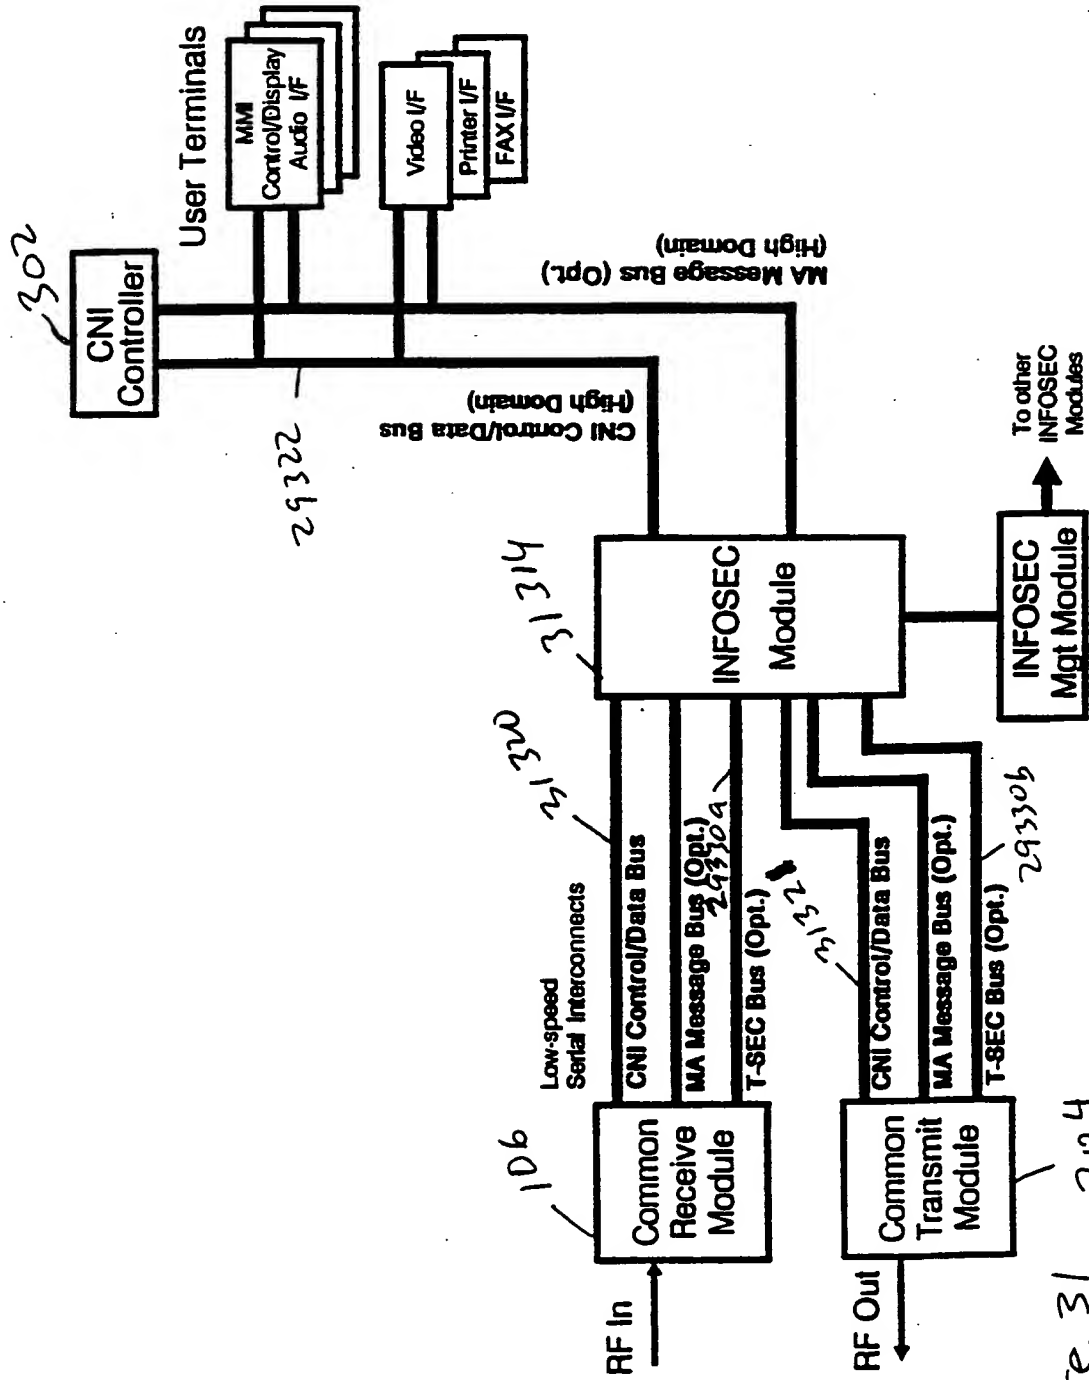 302
CNI
Controller
User Terminals
MMI
Control/Display
Audio I/F
Video I/F
Printer I/F
FAX I/F
29322
CNI Control/Data Bus
(High Domain)
MA Message Bus (Opt.)
(High Domain)
31314
INFOSEC
Module
INFOSEC
Mgt Module
To other
INFOSEC
Modules
Low-speed
Serial Interconnects
31320
CNI Control/Data Bus
MA Message Bus (Opt.)
29330a
T-SEC Bus (Opt.)
3132
CNI Control/Data Bus
MA Message Bus (Opt.)
T-SEC Bus (Opt.)
29330b
106
Common
Receive
Module
RF In
Common
Transmit
Module
RF Out
31